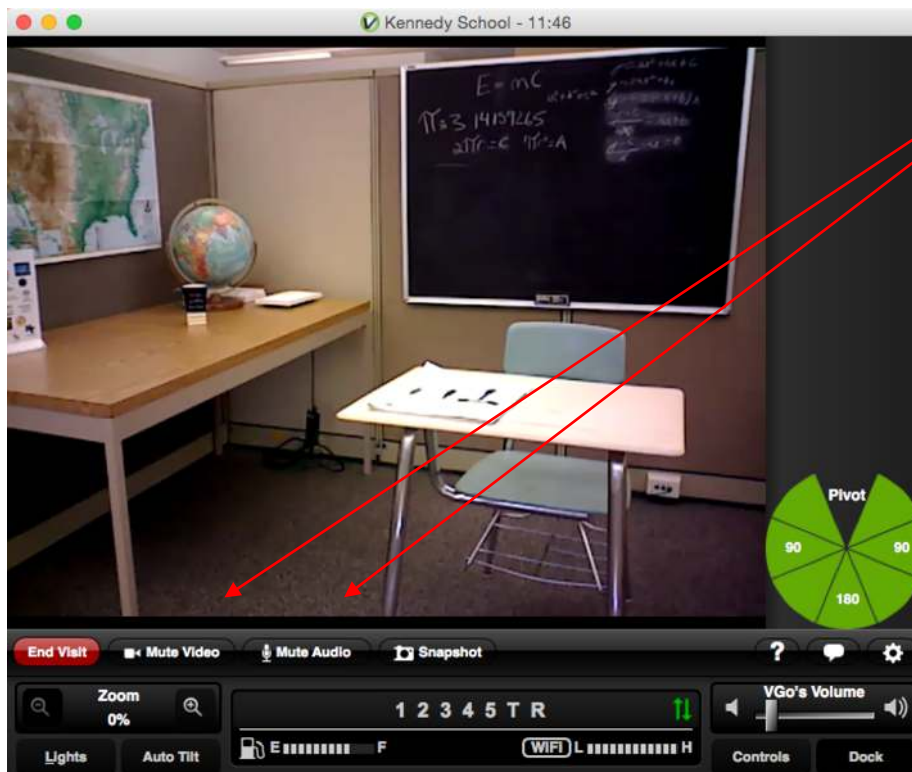 Kennedy School - 11:46
E=mC
π=3 14159265
2πr=C πr²=A
Pivot
90 90
180
End Visit Mute Video Mute Audio Snapshot ?
Zoom
0%
1 2 3 4 5 T R
VGo's Volume
E F WiFi L H
Lights Auto Tilt Controls Dock